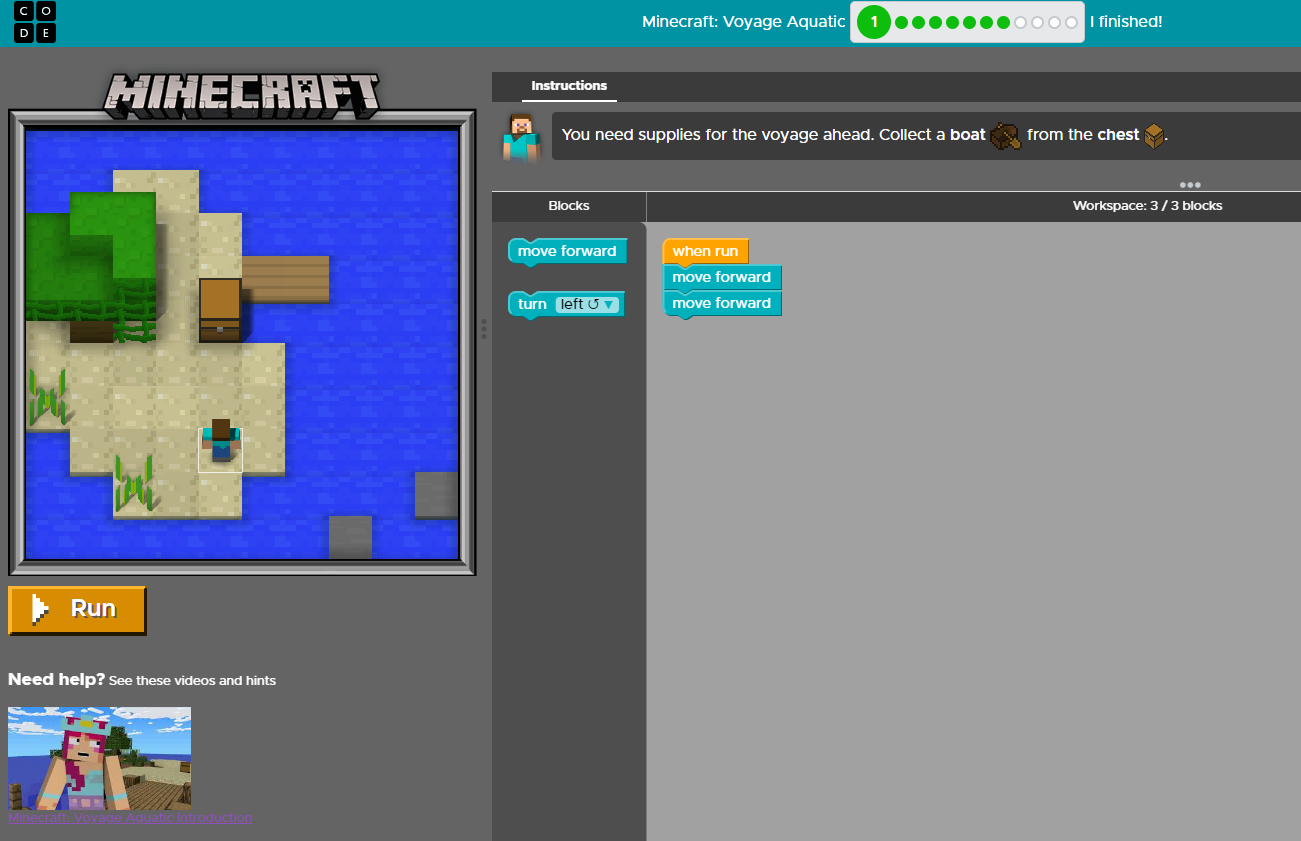 C O
D E
Minecraft: Voyage Aquatic 1 I finished!
MINECRAFT
Instructions
You need supplies for the voyage ahead. Collect a boat from the chest.
Blocks
Workspace: 3 / 3 blocks
move forward
turn left ↺ ▼
when run
move forward
move forward
Run
Need help? See these videos and hints
Minecraft: Voyage Aquatic Introduction